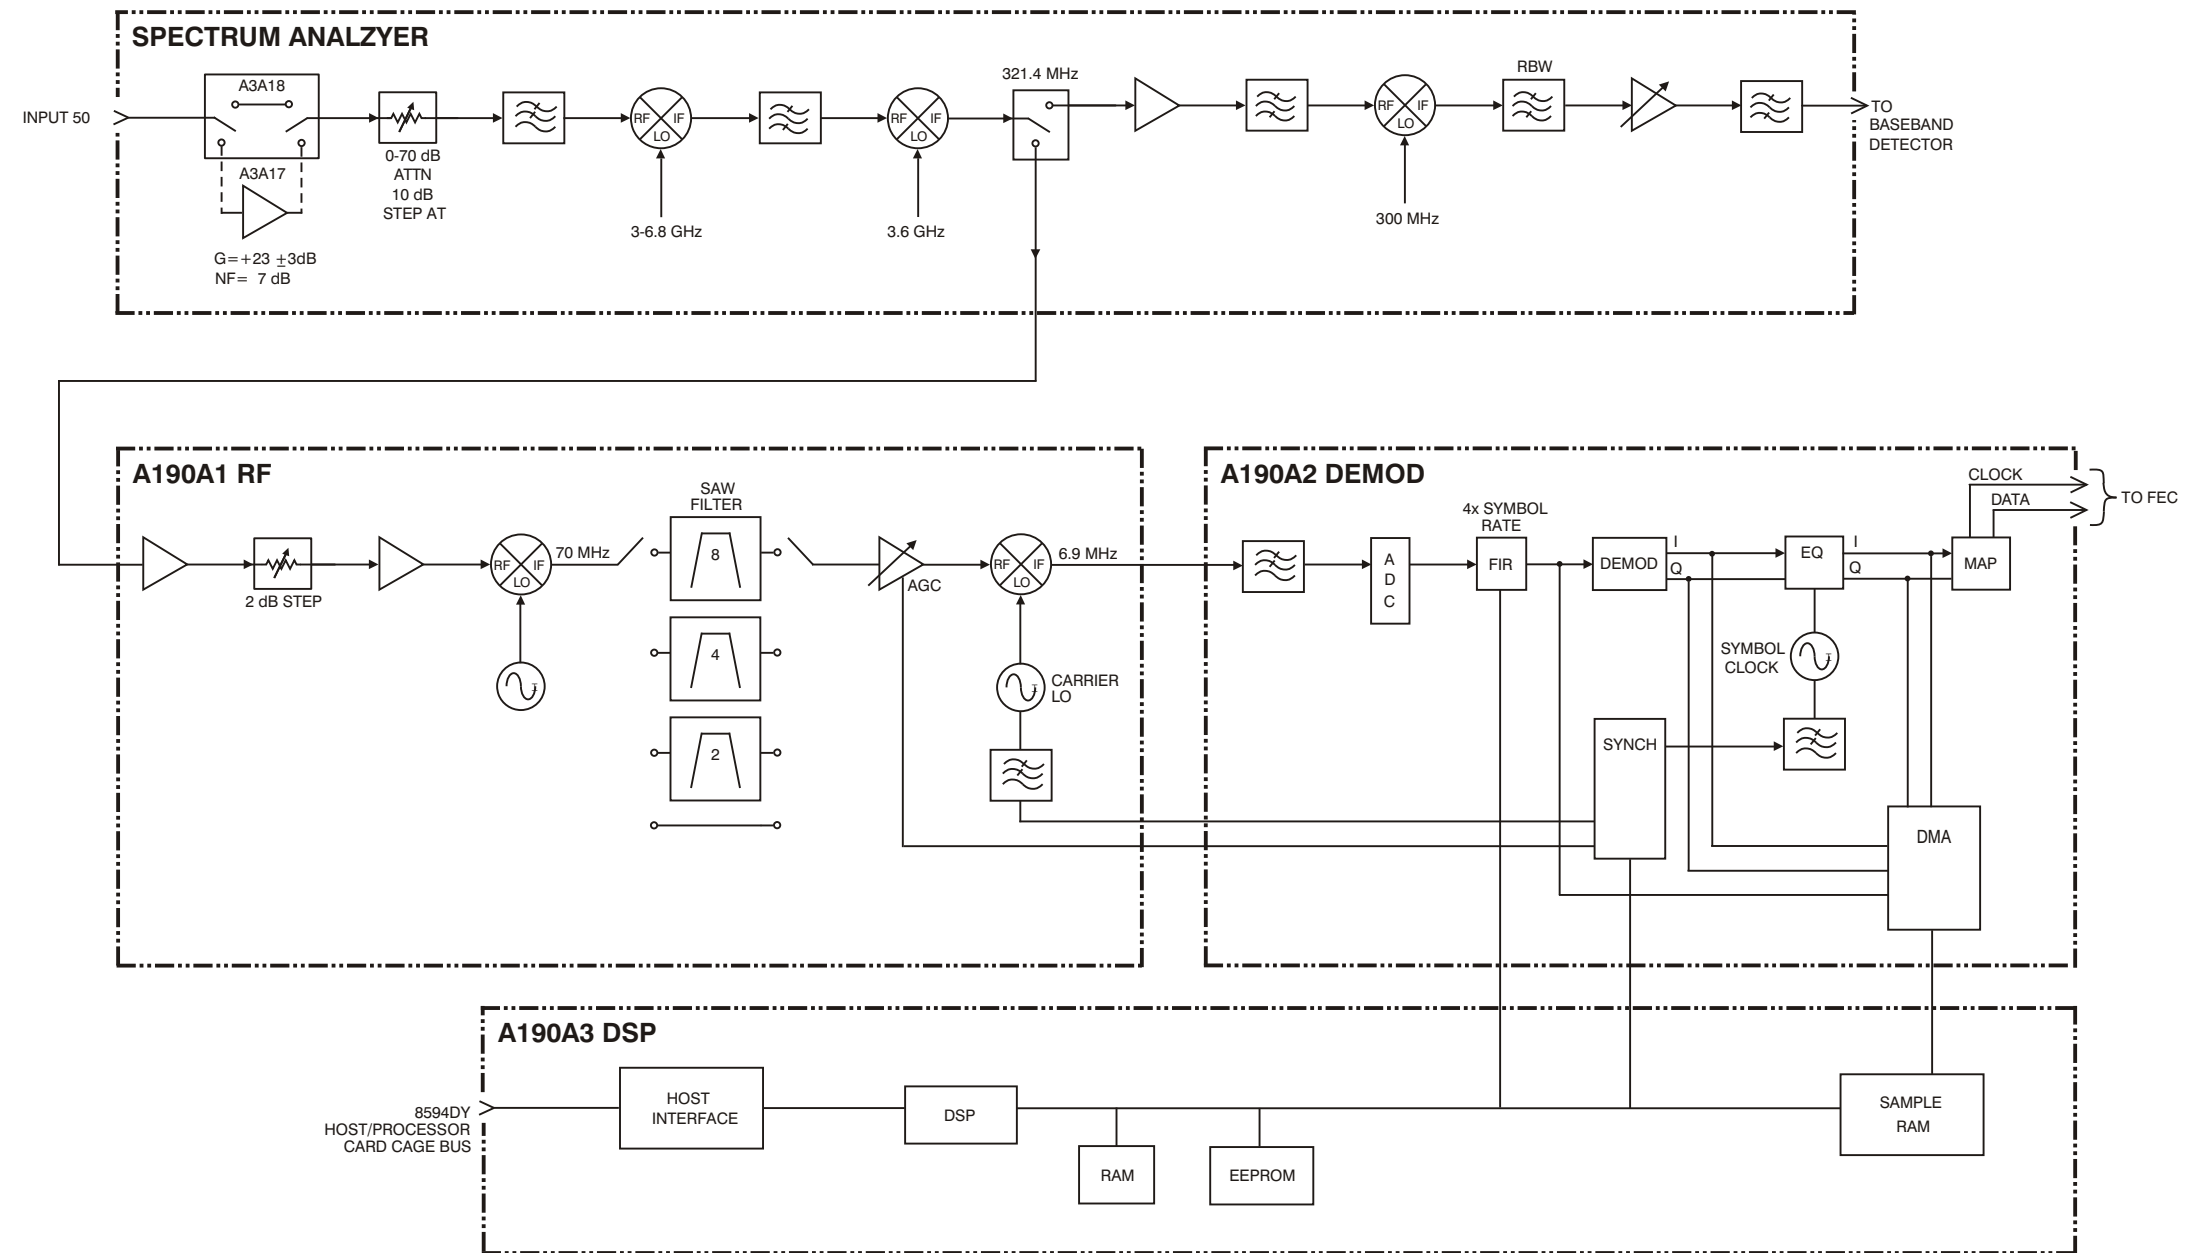 SPECTRUM ANALZYER
INPUT 50
A3A18
A3A17
G=+23 ±3dB
NF= 7 dB
0-70 dB
ATTN
10 dB
STEP AT
RF
IF
LO
3-6.8 GHz
RF
IF
LO
3.6 GHz
321.4 MHz
RF
IF
LO
300 MHz
RBW
TO
BASEBAND
DETECTOR
A190A1 RF
2 dB STEP
RF
IF
LO
70 MHz
SAW
FILTER
8
4
2
AGC
RF
IF
LO
6.9 MHz
CARRIER
LO
A190A2 DEMOD
A
D
C
4x SYMBOL
RATE
FIR
DEMOD
I
Q
EQ
I
Q
MAP
CLOCK
DATA
TO FEC
SYMBOL
CLOCK
SYNCH
DMA
A190A3 DSP
8594DY
HOST/PROCESSOR
CARD CAGE BUS
HOST
INTERFACE
DSP
RAM
EEPROM
SAMPLE
RAM